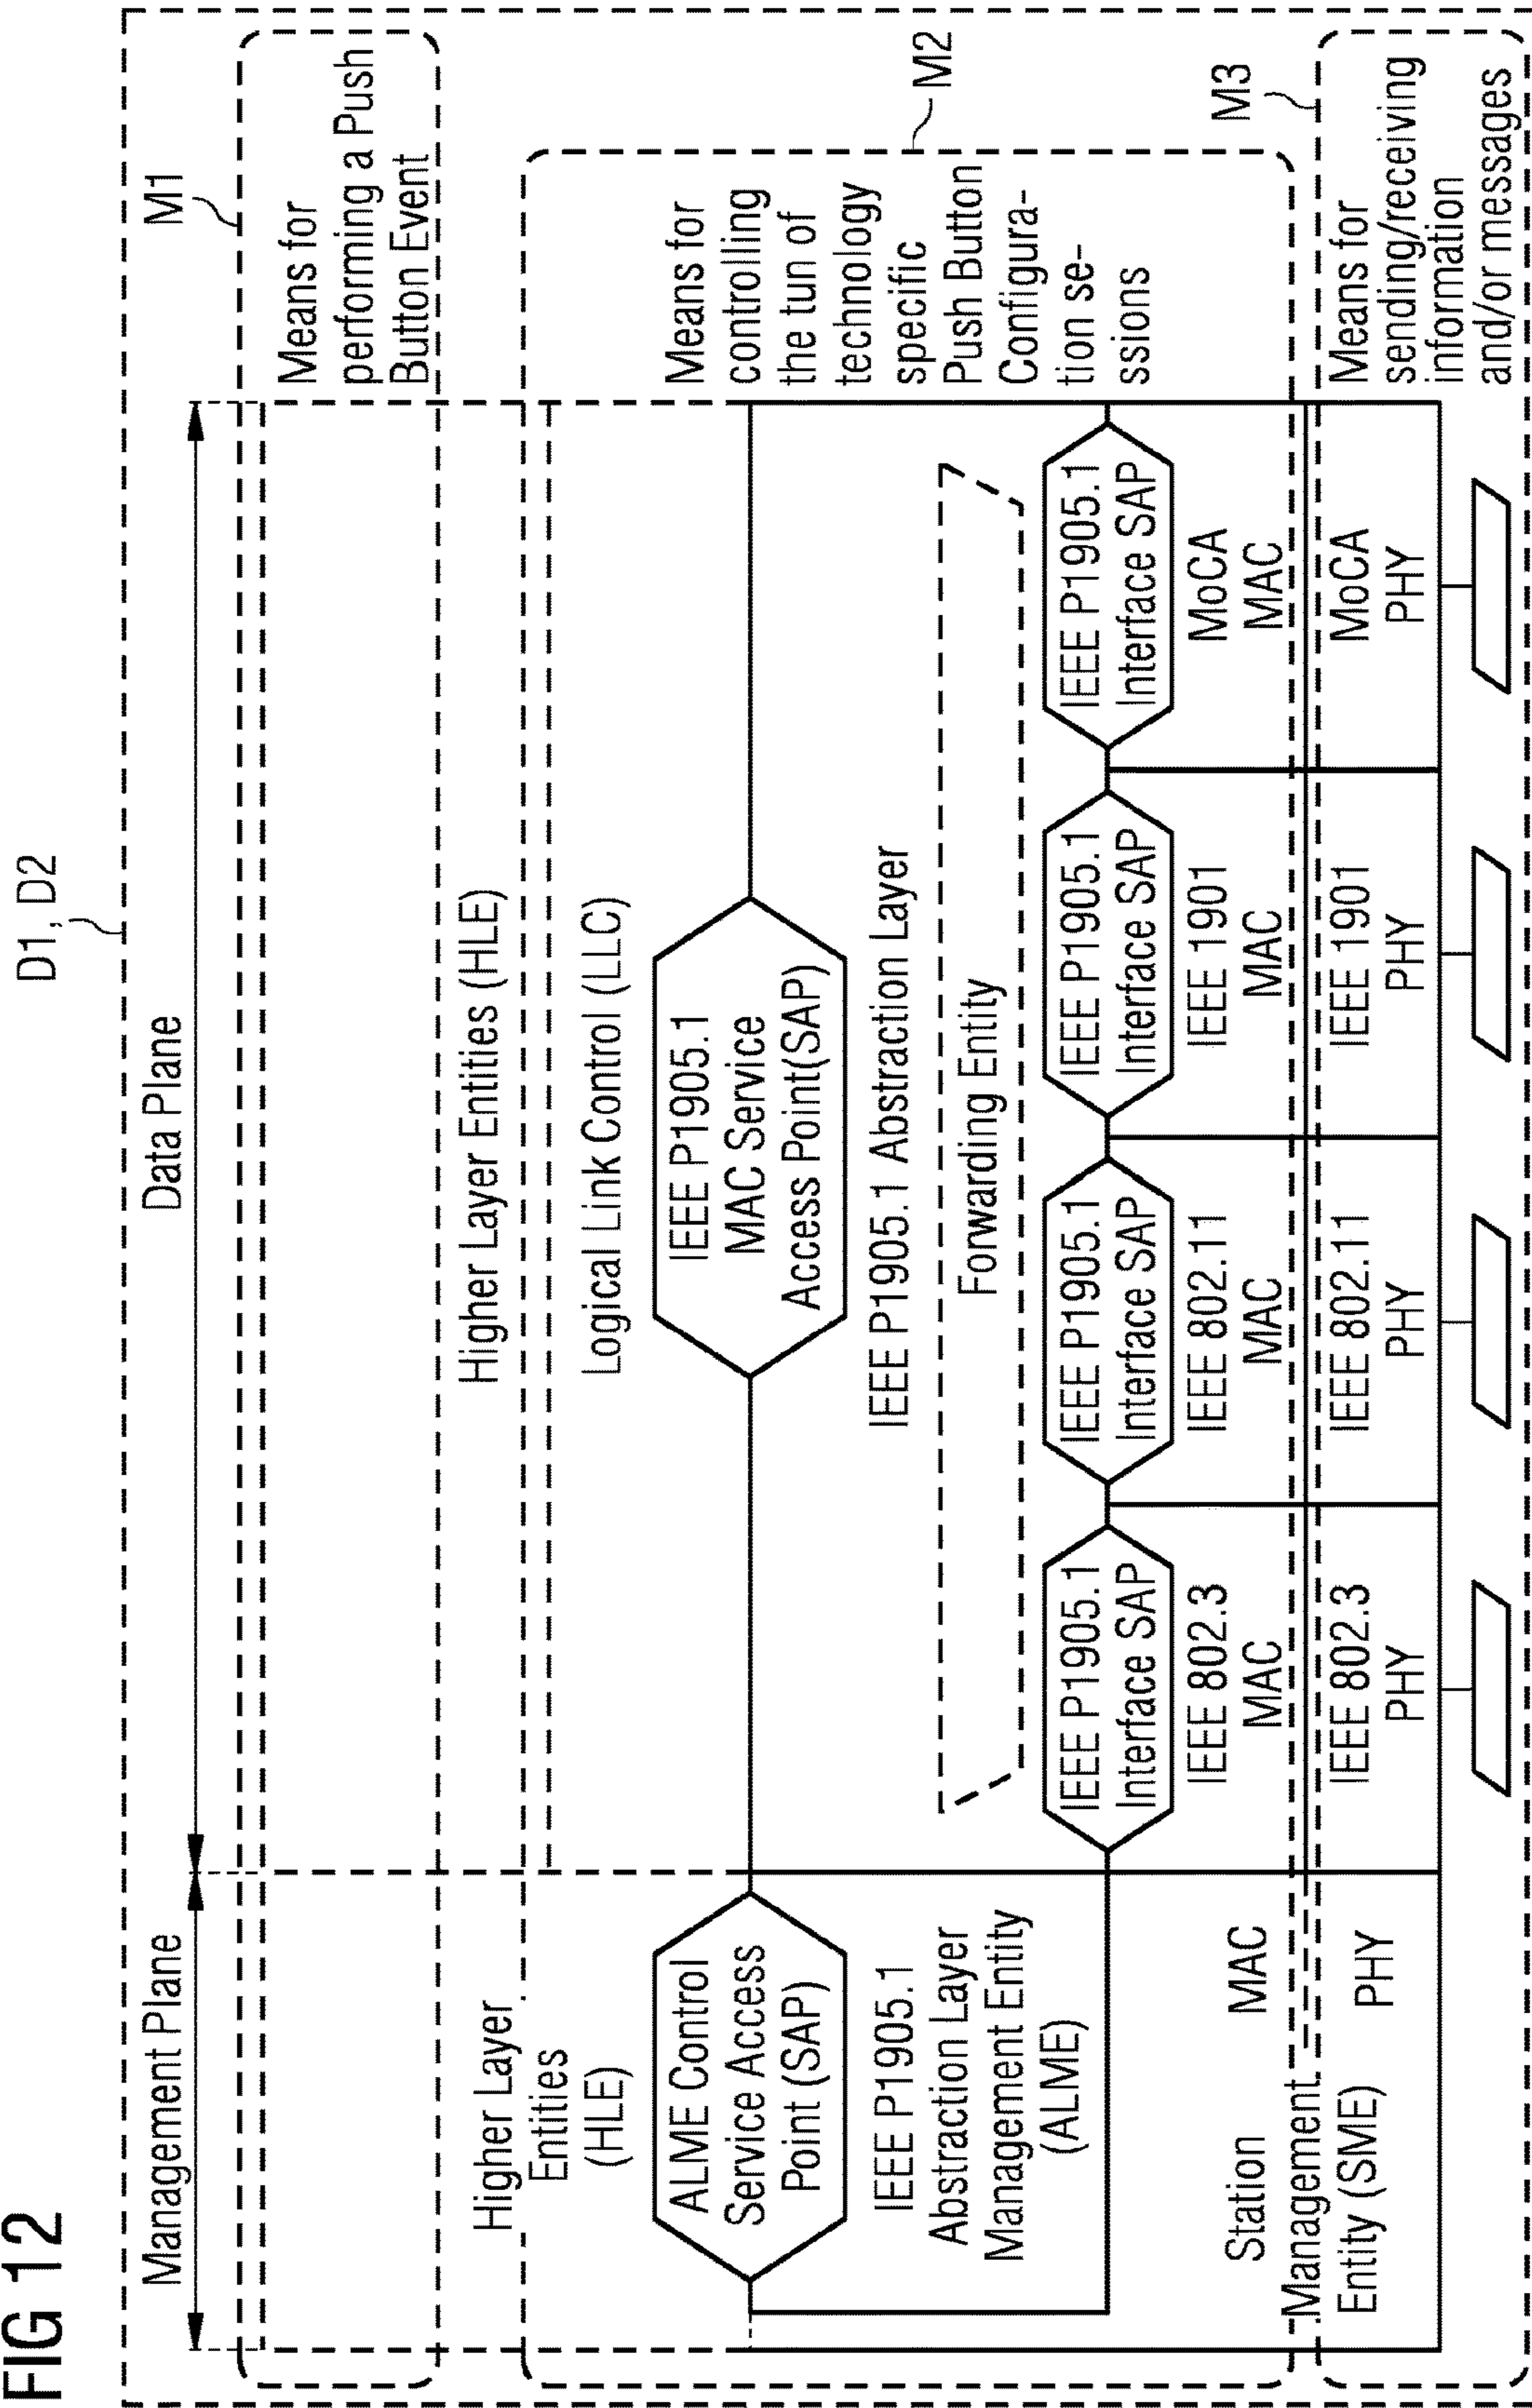 FIG 12
D1, D2
Management Plane
Data Plane
M1
Means for
performing a Push
Button Event
Higher Layer
Entities
(HLE)
Higher Layer Entities (HLE)
Logical Link Control (LLC)
M2
Means for
controlling
the tun of
technology
specific
Push Button
Configura-
tion se-
ssions
ALME Control
Service Access
Point (SAP)
IEEE P1905.1
MAC Service
Access Point(SAP)
IEEE P1905.1
Abstraction Layer
Management Entity
(ALME)
IEEE P1905.1 Abstraction Layer
Forwarding Entity
IEEE P1905.1
Interface SAP
IEEE P1905.1
Interface SAP
IEEE P1905.1
Interface SAP
IEEE P1905.1
Interface SAP
IEEE 802.3
MAC
IEEE 802.11
MAC
IEEE 1901
MAC
MoCA
MAC
Station
Management
Entity (SME)
MAC
PHY
IEEE 802.3
PHY
IEEE 802.11
PHY
IEEE 1901
PHY
MoCA
PHY
M3
Means for
sending/receiving
information
and/or messages